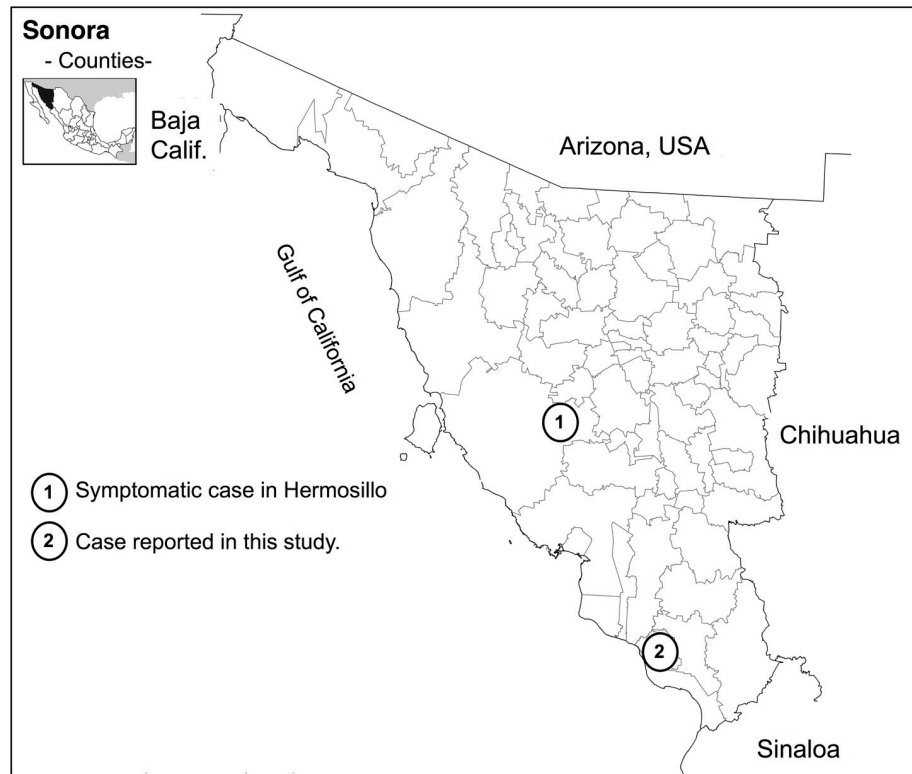 Sonora
- Counties-
Baja
Calif.
Arizona, USA
Gulf of California
1
Chihuahua
1 Symptomatic case in Hermosillo
2 Case reported in this study.
2
Sinaloa